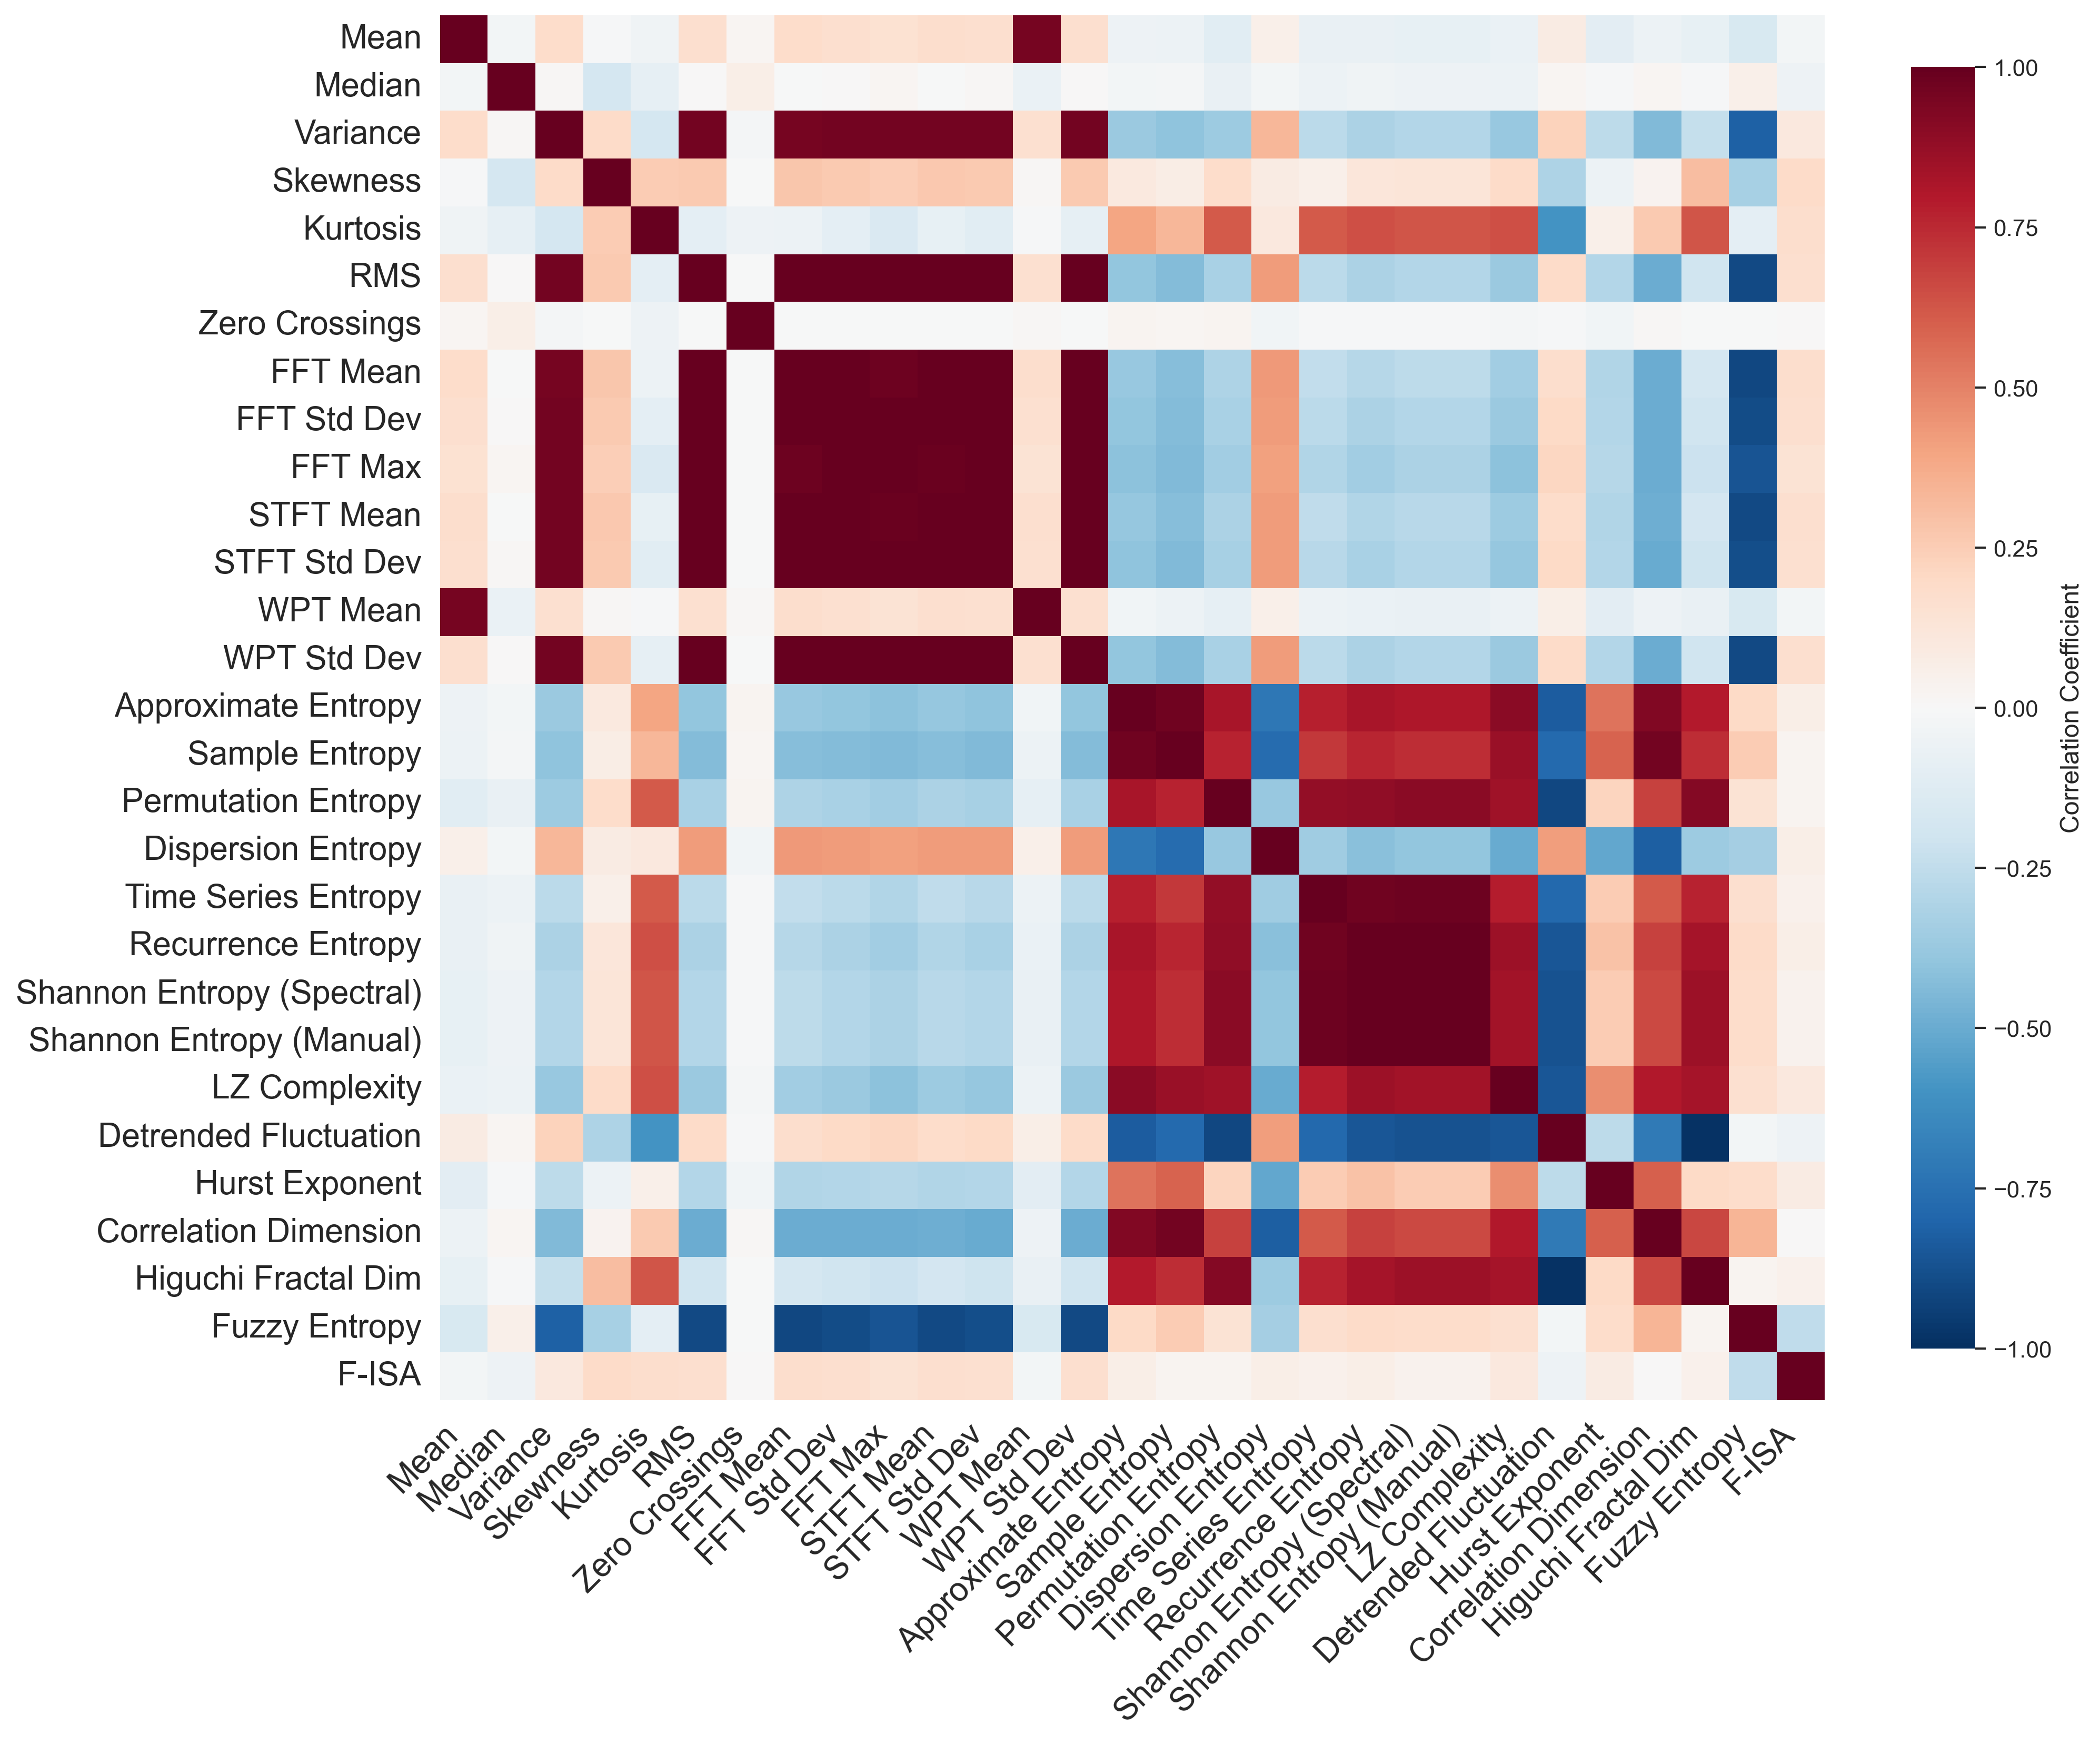 Mean
Median
Variance
Skewness
Kurtosis
RMS
Zero Crossings
FFT Mean
FFT Std Dev
FFT Max
STFT Mean
STFT Std Dev
WPT Mean
WPT Std Dev
Approximate Entropy
Sample Entropy
Permutation Entropy
Dispersion Entropy
Time Series Entropy
Recurrence Entropy
Shannon Entropy (Spectral)
Shannon Entropy (Manual)
LZ Complexity
Detrended Fluctuation
Hurst Exponent
Correlation Dimension
Higuchi Fractal Dim
Fuzzy Entropy
F-ISA
Mean
Median
Variance
Skewness
Kurtosis
RMS
Zero Crossings
FFT Mean
FFT Std Dev
FFT Max
STFT Mean
STFT Std Dev
WPT Mean
WPT Std Dev
Approximate Entropy
Sample Entropy
Permutation Entropy
Dispersion Entropy
Time Series Entropy
Recurrence Entropy
Shannon Entropy (Spectral)
Shannon Entropy (Manual)
LZ Complexity
Detrended Fluctuation
Hurst Exponent
Correlation Dimension
Higuchi Fractal Dim
Fuzzy Entropy
F-ISA
1.00
0.75
0.50
0.25
0.00
−0.25
−0.50
−0.75
−1.00
Correlation Coefficient